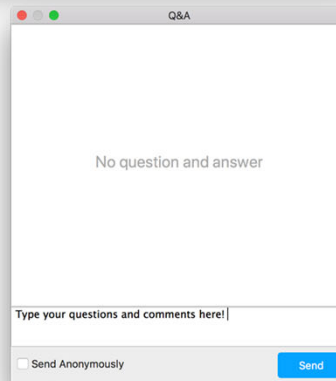 Q&A
No question and answer
Type your questions and comments here!
Send Anonymously
Send